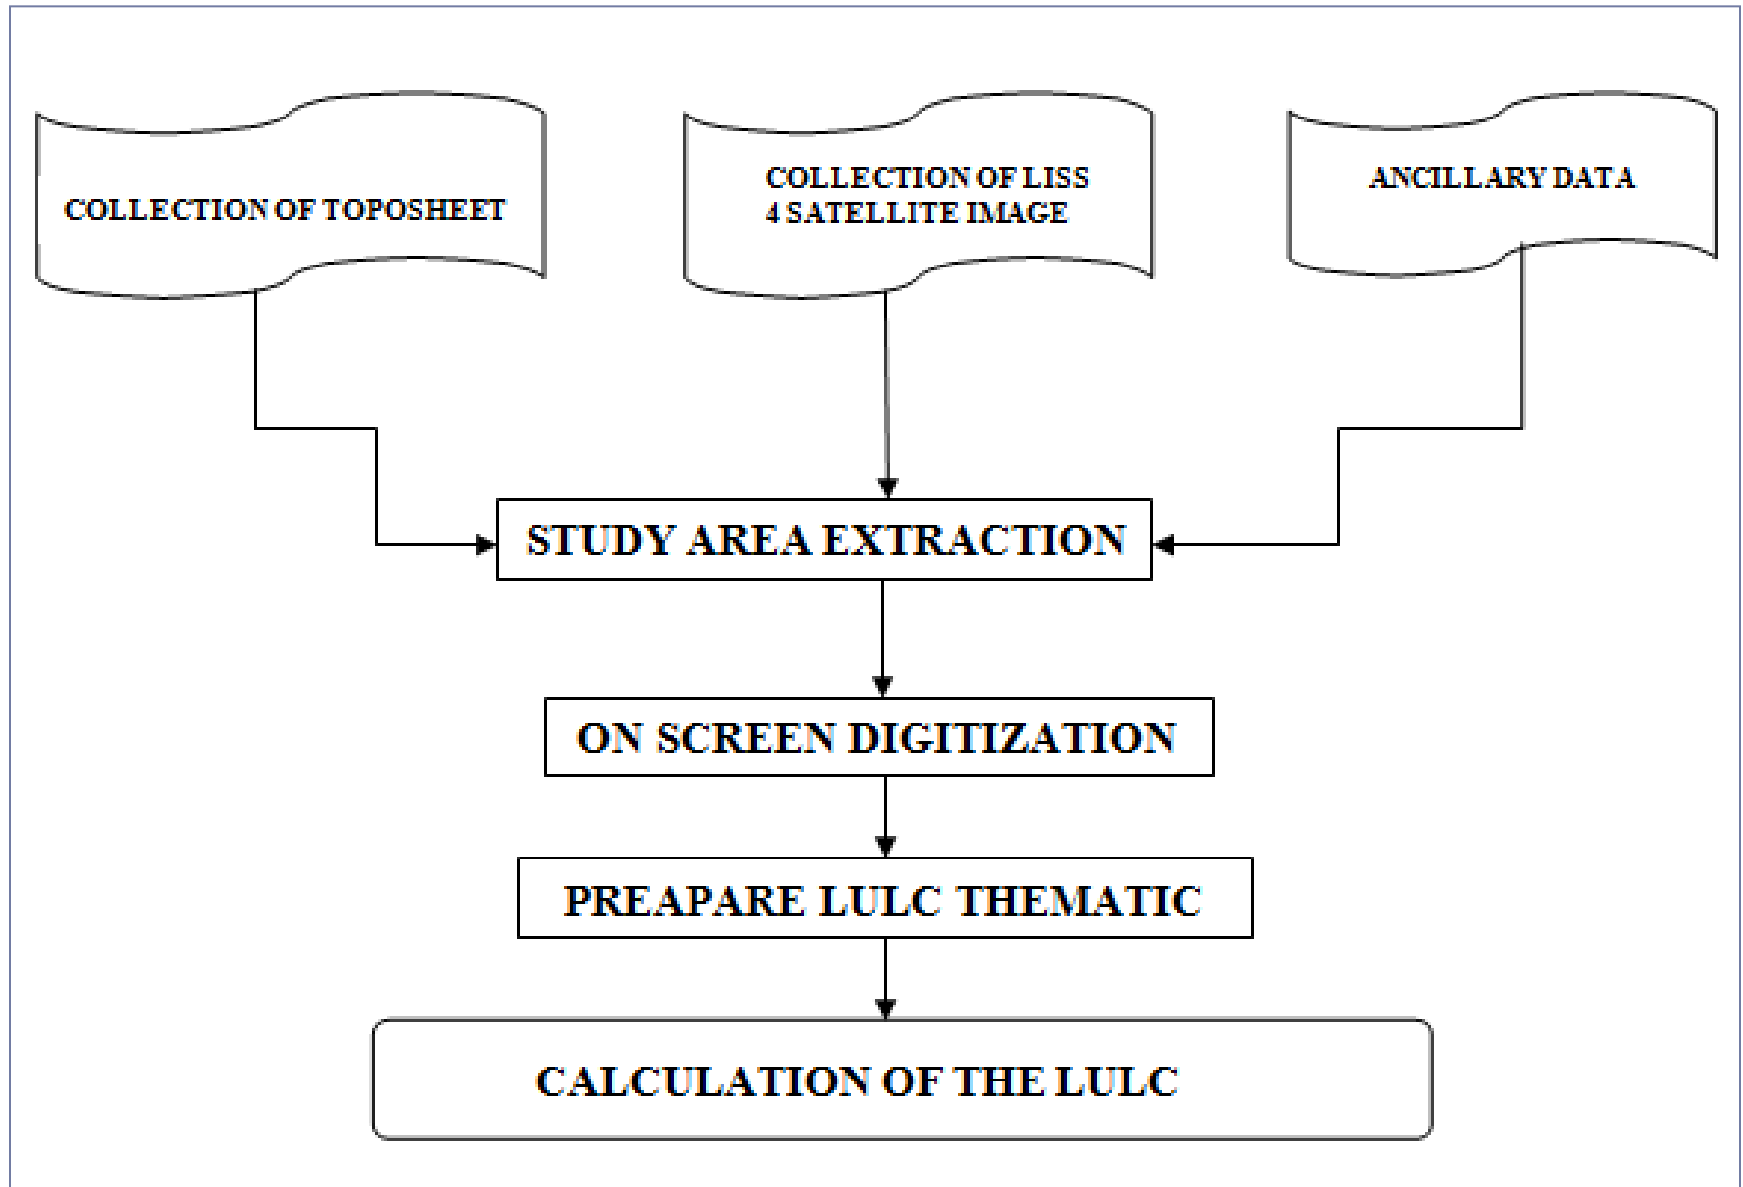 COLLECTION OF TOPOSHEET
COLLECTION OF LISS
4 SATELLITE IMAGE
ANCILLARY DATA
STUDY AREA EXTRACTION
ON SCREEN DIGITIZATION
PREAPARE LULC THEMATIC
CALCULATION OF THE LULC